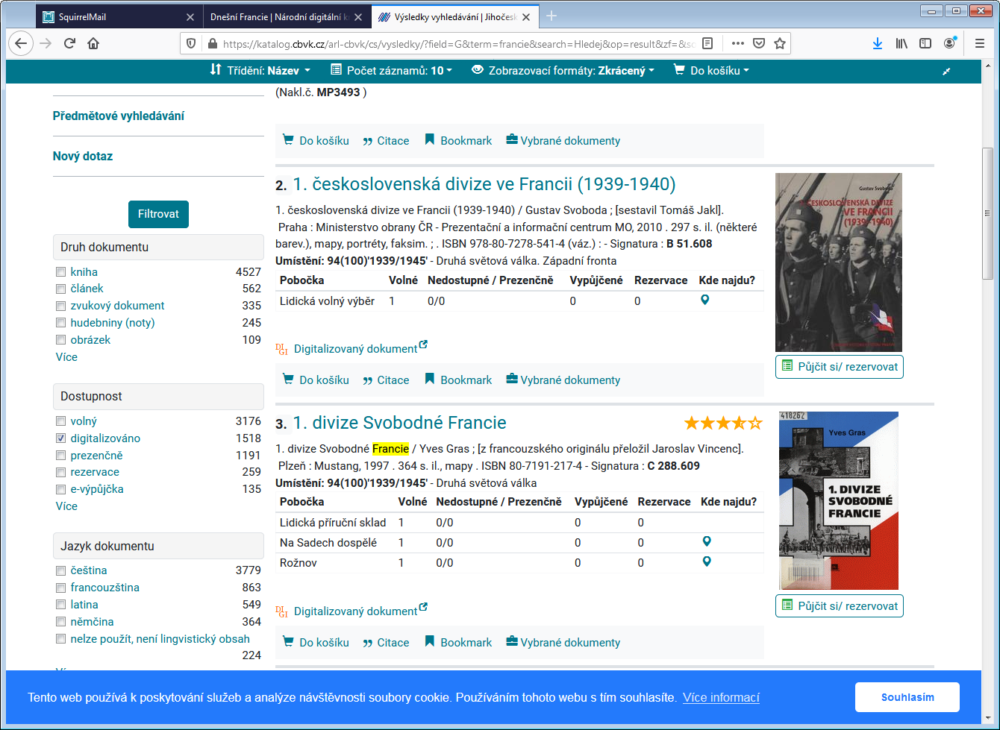 SquirrelMail
Dnešní Francie | Národní digitální k
Výsledky vyhledávání | Jihočesk
https://katalog.cbvk.cz/arl-cbvk/cs/vysledky/?field=G&term=francie&search=Hledej&op=result&zf=&sc
Třídění: Název
Počet záznamů: 10
Zobrazovací formáty: Zkrácený
Do košíku
(Nakl.č. MP3493 )
Předmětové vyhledávání
Do košíku Citace Bookmark Vybrané dokumenty
Nový dotaz
2. 1. československá divize ve Francii (1939-1940)
1. československá divize ve Francii (1939-1940) / Gustav Svoboda ; [sestavil Tomáš Jakl].
Praha : Ministerstvo obrany ČR - Prezentační a informační centrum MO, 2010 . 297 s. il. (některé
barev.), mapy, portréty, faksim. ; . ISBN 978-80-7278-541-4 (váz.) : - Signatura : B 51.608
Umístění: 94(100)'1939/1945' - Druhá světová válka. Západní fronta
Pobočka Volné Nedostupné / Prezenčně Vypůjčené Rezervace Kde najdu?
Lidická volný výběr 1 0/0 0 0
DIGI Digitalizovaný dokument
Do košíku Citace Bookmark Vybrané dokumenty
Gustav Svoboda
1. ČESKOSLOVENSKÁ DIVIZE
VE FRANCII
(1939-1940)
Půjčit si/ rezervovat
Filtrovat
Druh dokumentu
kniha 4527
článek 562
zvukový dokument 335
hudebniny (noty) 245
obrázek 109
Více
Dostupnost
volný 3176
digitalizováno 1518
prezenčně 1191
rezervace 259
e-výpůjčka 135
Více
Jazyk dokumentu
čeština 3779
francouzština 863
latina 549
němčina 364
nelze použít, není lingvistický obsah
224
3. 1. divize Svobodné Francie
1. divize Svobodné Francie / Yves Gras ; [z francouzského originálu přeložil Jaroslav Vincenc].
Plzeň : Mustang, 1997 . 364 s. il., mapy . ISBN 80-7191-217-4 - Signatura : C 288.609
Umístění: 94(100)'1939/1945' - Druhá světová válka
Pobočka Volné Nedostupné / Prezenčně Vypůjčené Rezervace Kde najdu?
Lidická příruční sklad 1 0/0 0 0
Na Sadech dospělé 1 0/0 0 0
Rožnov 1 0/0 0 0
DIGI Digitalizovaný dokument
Do košíku Citace Bookmark Vybrané dokumenty
418262
Yves Gras
1. DIVIZE
SVOBODNÉ
FRANCIE
Půjčit si/ rezervovat
Tento web používá k poskytování služeb a analýze návštěvnosti soubory cookie. Používáním tohoto webu s tím souhlasíte. Více informací
Souhlasím